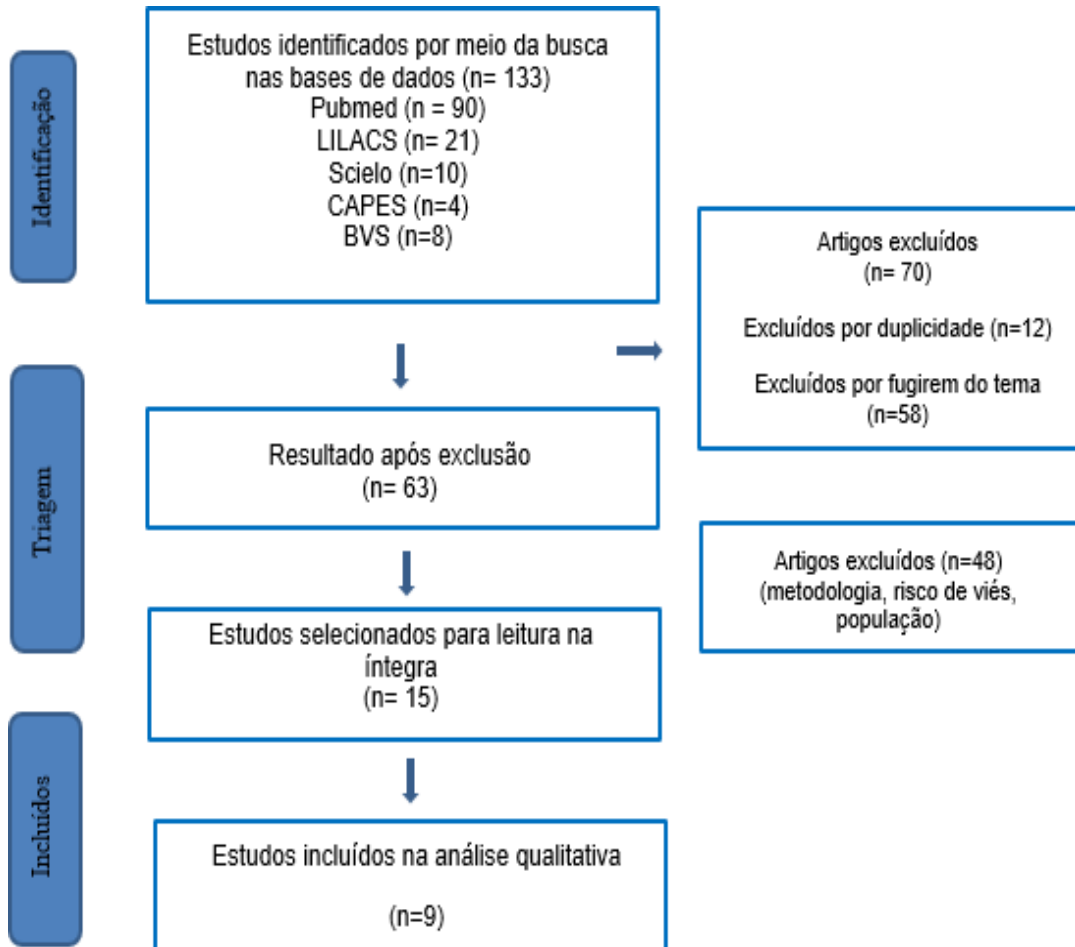 Identificação
Estudos identificados por meio da busca
nas bases de dados (n= 133)
Pubmed (n = 90)
LILACS (n= 21)
Scielo (n=10)
CAPES (n=4)
BVS (n=8)
Artigos excluídos
(n= 70)
Excluídos por duplicidade (n=12)
Excluídos por fugirem do tema
(n=58)
Triagem
Resultado após exclusão
(n= 63)
Artigos excluídos (n=48)
(metodologia, risco de viés,
população)
Estudos selecionados para leitura na
íntegra
(n= 15)
Incluídos
Estudos incluídos na análise qualitativa
(n=9)